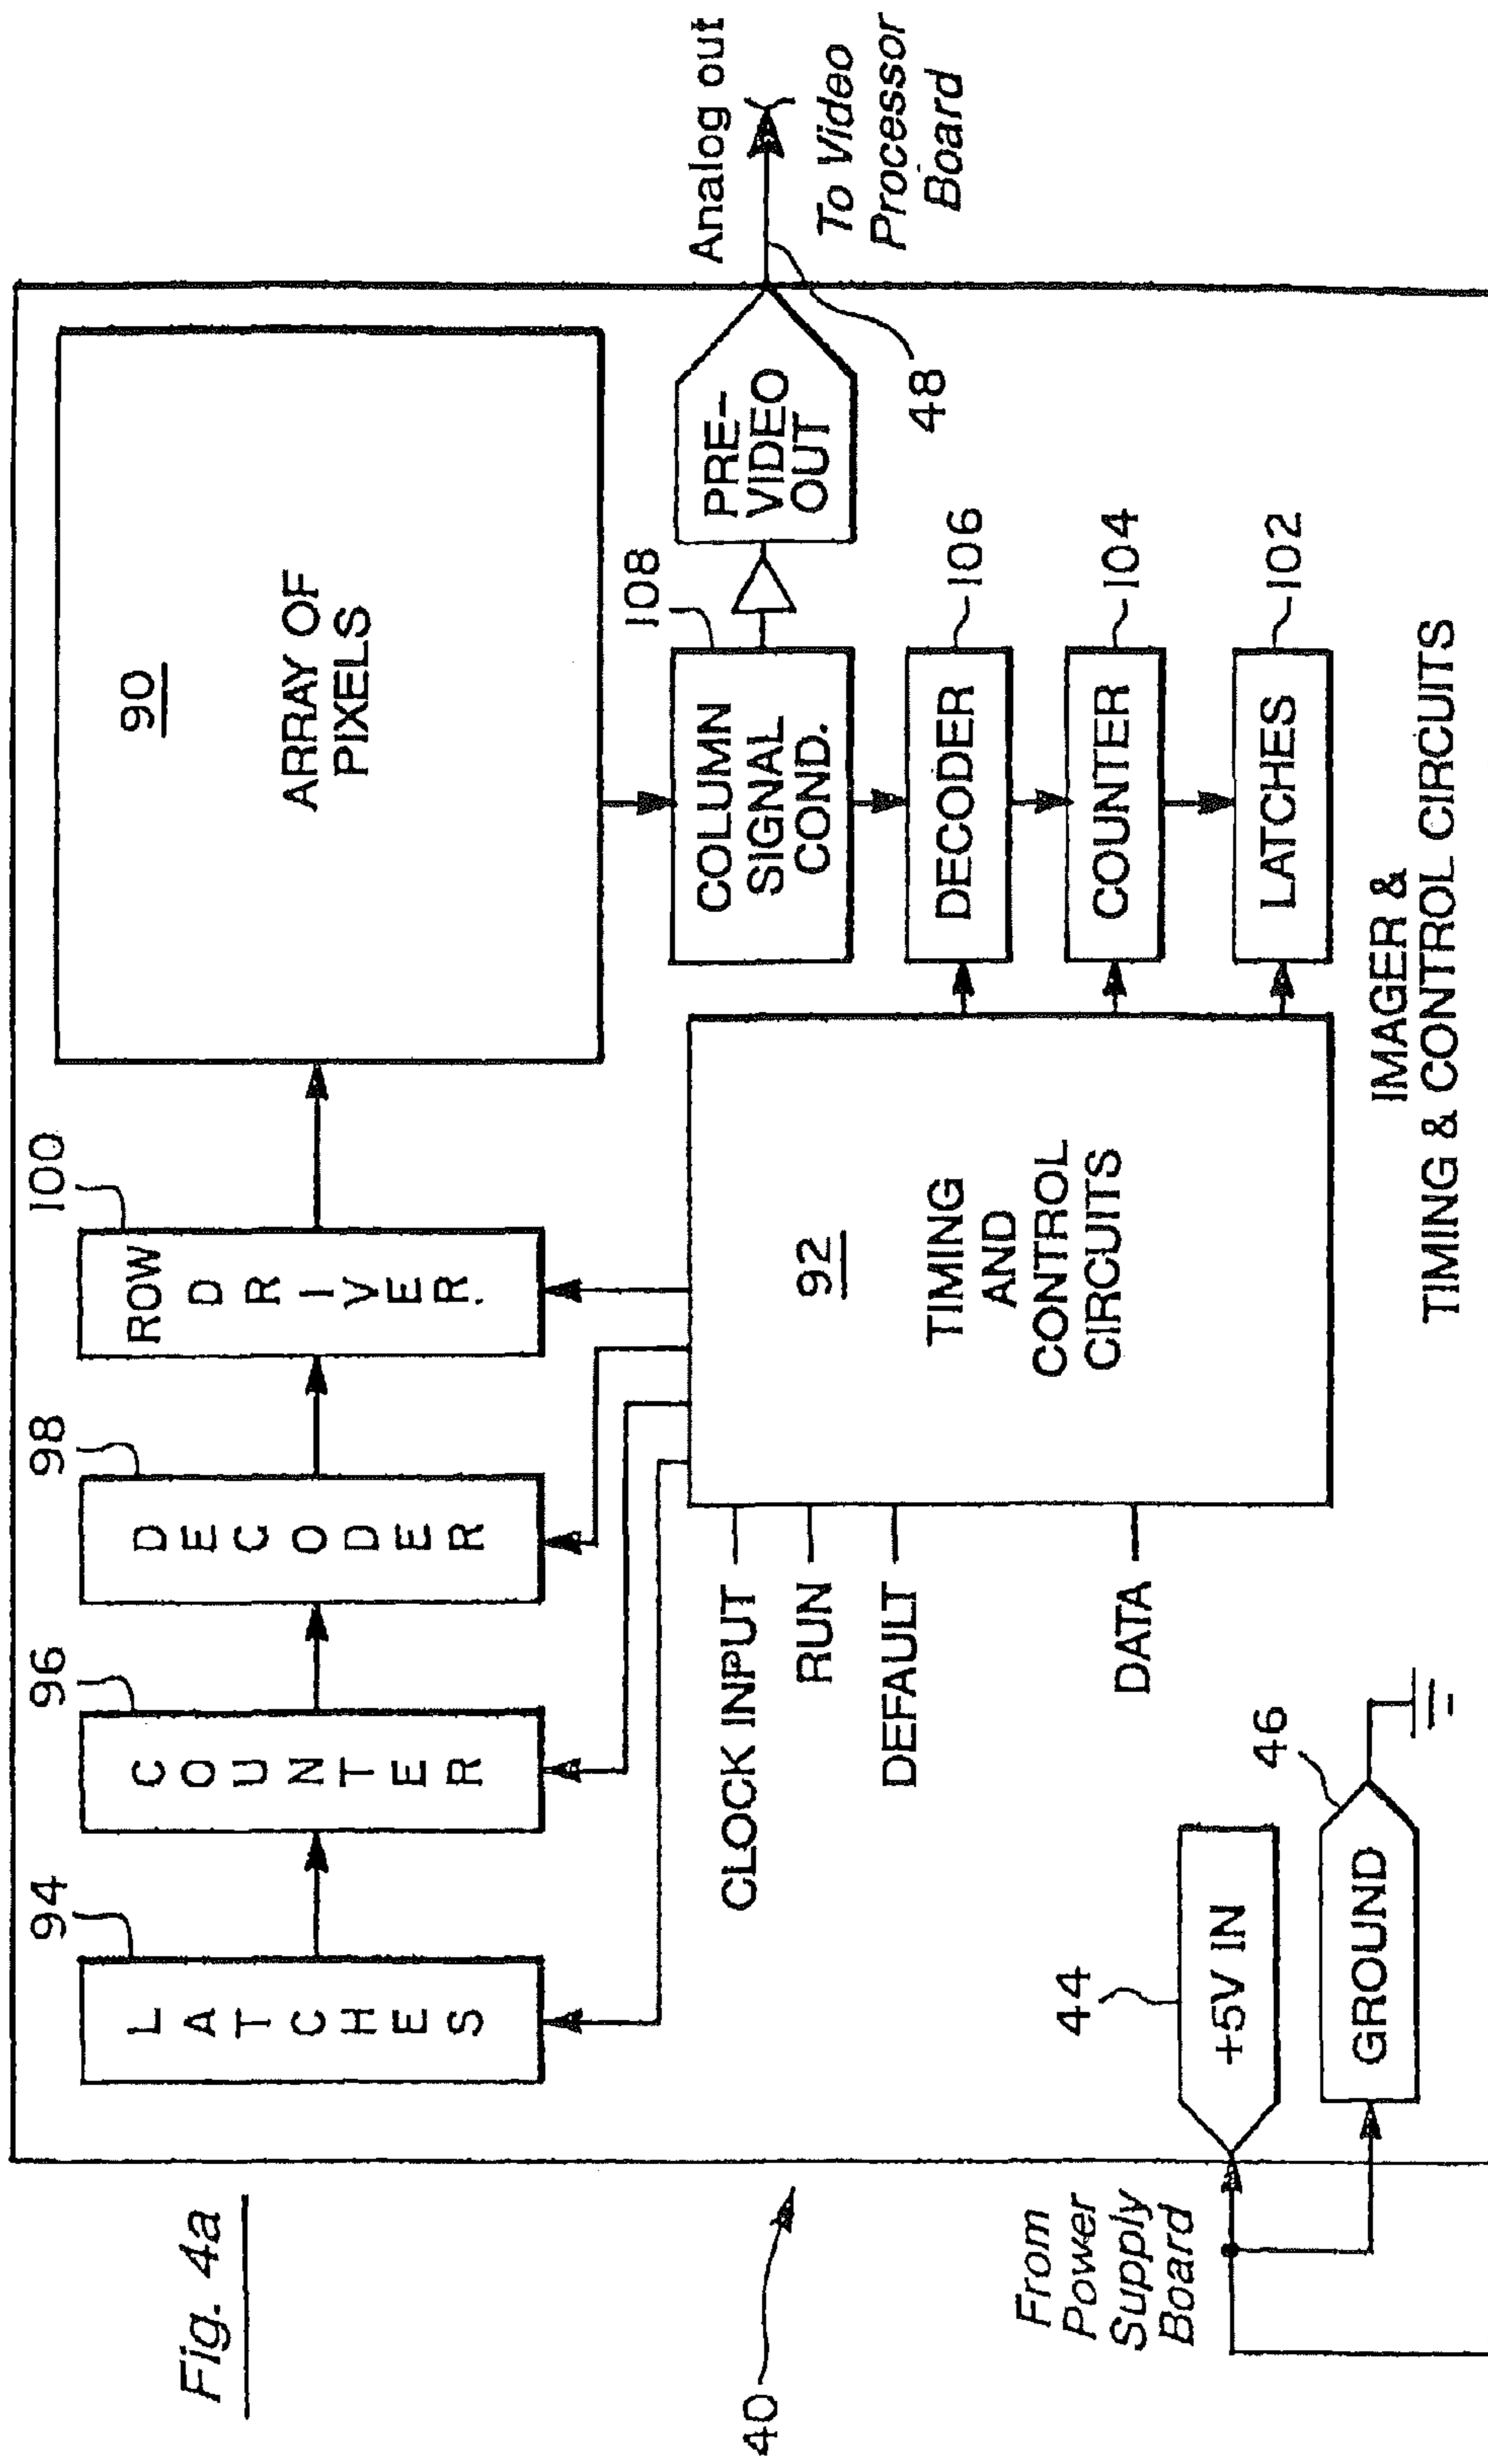 Fig. 4a
40
94
96
98
100
LATCHES
COUNTER
DECODER
ROW
DRIVER.
90
ARRAY OF
PIXELS
92
TIMING
AND
CONTROL
CIRCUITS
CLOCK INPUT
RUN
DEFAULT
DATA
108
COLUMN
SIGNAL
COND.
PRE-
VIDEO
OUT
48
Analog out
To Video
Processor
Board
DECODER
106
COUNTER
104
LATCHES
102
From
Power
Supply
Board
44
+5V IN
46
GROUND
IMAGER &
TIMING & CONTROL CIRCUITS